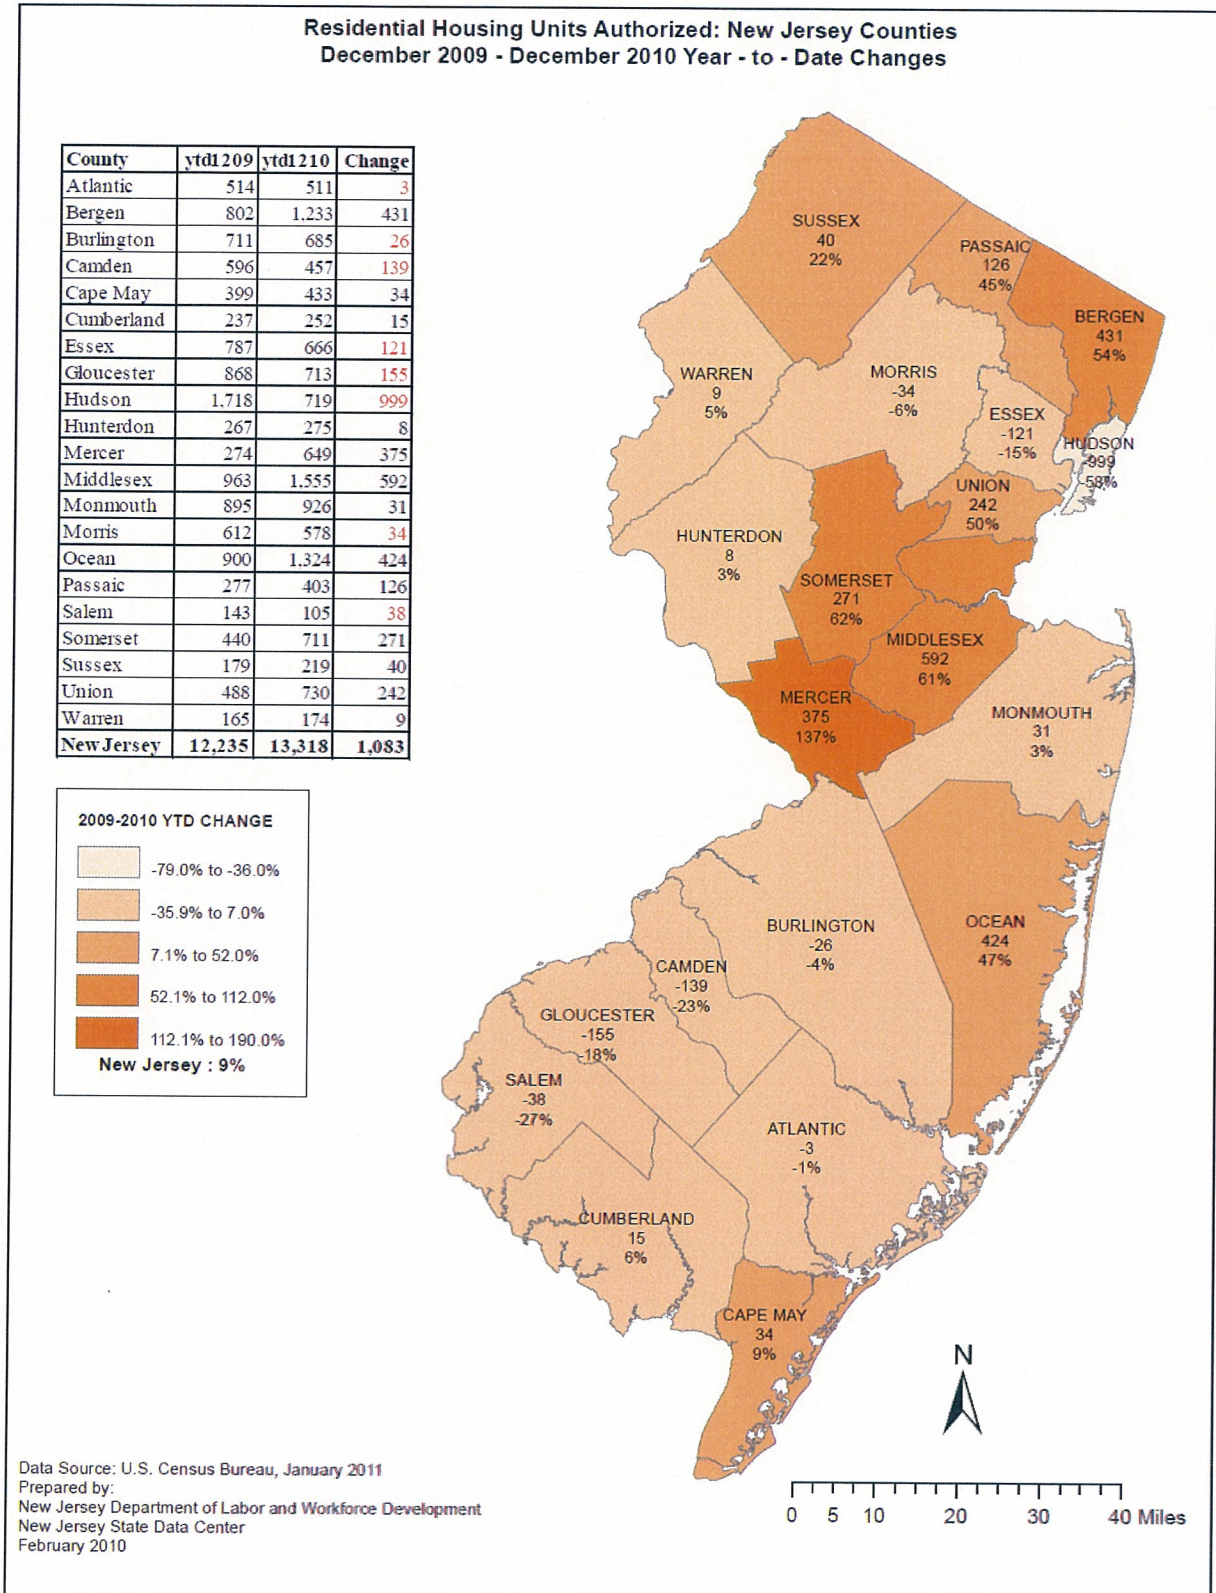 Residential Housing Units Authorized: New Jersey Counties
December 2009 - December 2010 Year - to - Date Changes
County ytd1209 ytd1210 Change
Atlantic 514 511 3
Bergen 802 1,233 431
Burlington 711 685 26
Camden 596 457 139
Cape May 399 433 34
Cumberland 237 252 15
Essex 787 666 121
Gloucester 868 713 155
Hudson 1,718 719 999
Hunterdon 267 275 8
Mercer 274 649 375
Middlesex 963 1,555 592
Monmouth 895 926 31
Morris 612 578 34
Ocean 900 1,324 424
Passaic 277 403 126
Salem 143 105 38
Somerset 440 711 271
Sussex 179 219 40
Union 488 730 242
Warren 165 174 9
New Jersey 12,235 13,318 1,083
2009-2010 YTD CHANGE
-79.0% to -36.0%
-35.9% to 7.0%
7.1% to 52.0%
52.1% to 112.0%
112.1% to 190.0%
New Jersey : 9%
SUSSEX
40
22%
PASSAIC
126
45%
BERGEN
431
54%
WARREN
9
5%
MORRIS
-34
-6%
ESSEX
-121
-15%
HUDSON
-999
-58%
UNION
242
50%
HUNTERDON
8
3%
SOMERSET
271
62%
MIDDLESEX
592
61%
MERCER
375
137%
MONMOUTH
31
3%
BURLINGTON
-26
-4%
OCEAN
424
47%
CAMDEN
-139
-23%
GLOUCESTER
-155
-18%
SALEM
-38
-27%
ATLANTIC
-3
-1%
CUMBERLAND
15
6%
CAPE MAY
34
9%
N
0 5 10 20 30 40 Miles
Data Source: U.S. Census Bureau, January 2011
Prepared by:
New Jersey Department of Labor and Workforce Development
New Jersey State Data Center
February 2010